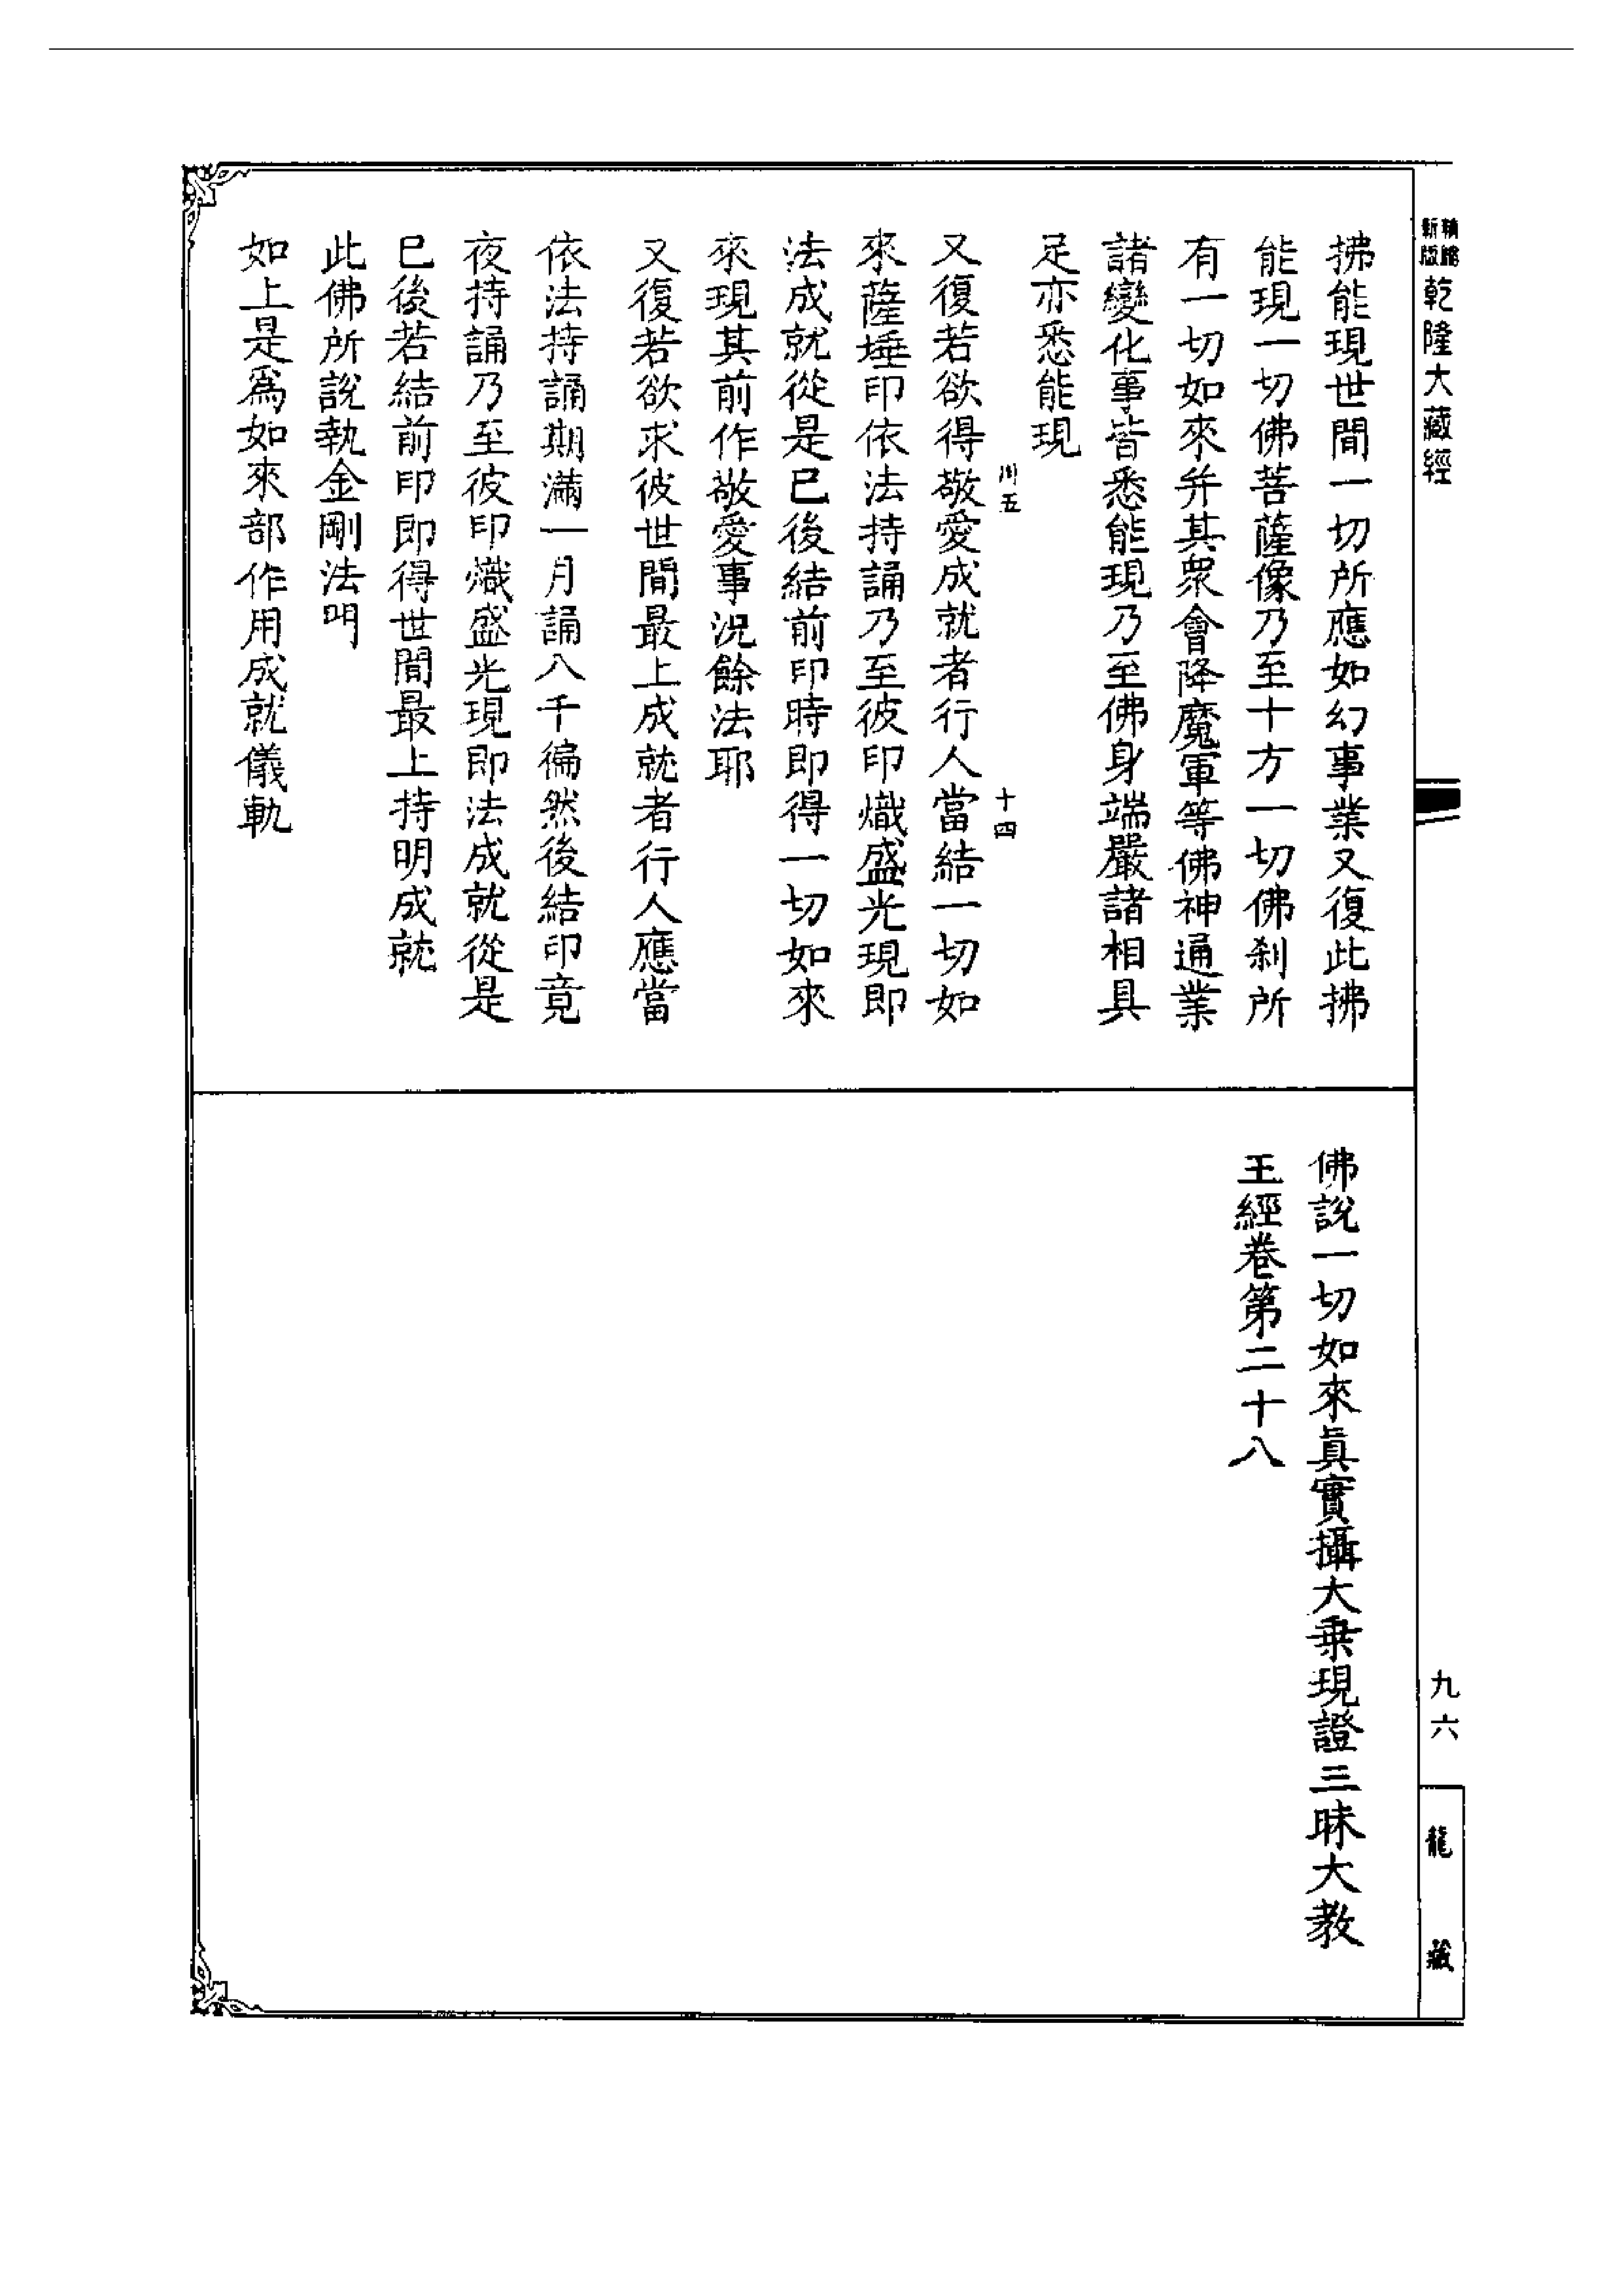 新版
乾隆大藏經
拂能現世間一切所應如幻事業又復此拂
能現一切佛菩薩像乃至十方一切佛刹所
有一切如來并其衆會降魔軍等佛神通業
諸變化事皆悉能現乃至佛身端嚴諸相具
足亦悉能現
川五
十四
又復若欲得敬愛成就者行人當結一切如
來薩埵印依法持誦乃至彼印熾盛光現即
法成就從是已後結前印時即得一切如來
來現其前作敬愛事況餘法耶
又復若欲求彼世間最上成就者行人應當
依法持誦期滿一月誦八千徧然後結印竟
夜持誦乃至彼印熾盛光現即法成就從是
已後若結前印即得世間最上持明成就
此佛所說執金剛法門
如上是爲如來部作用成就儀軌
佛說一切如來眞實攝大乘現證三昧大教
王經卷第二十八
九六
龍藏